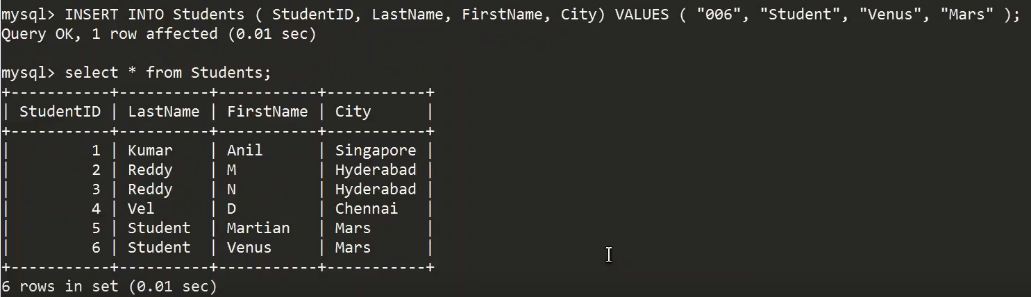 mysql> INSERT INTO Students ( StudentID, LastName, FirstName, City) VALUES ( "006", "Student", "Venus", "Mars" );
Query OK, 1 row affected (0.01 sec)
mysql> select * from Students;
+-----------+----------+-----------+-----------+
| StudentID | LastName | FirstName | City      |
+-----------+----------+-----------+-----------+
|         1 | Kumar    | Anil      | Singapore |
|         2 | Reddy    | M         | Hyderabad |
|         3 | Reddy    | N         | Hyderabad |
|         4 | Vel      | D         | Chennai   |
|         5 | Student  | Martian   | Mars      |
|         6 | Student  | Venus     | Mars      |
+-----------+----------+-----------+-----------+
6 rows in set (0.01 sec)